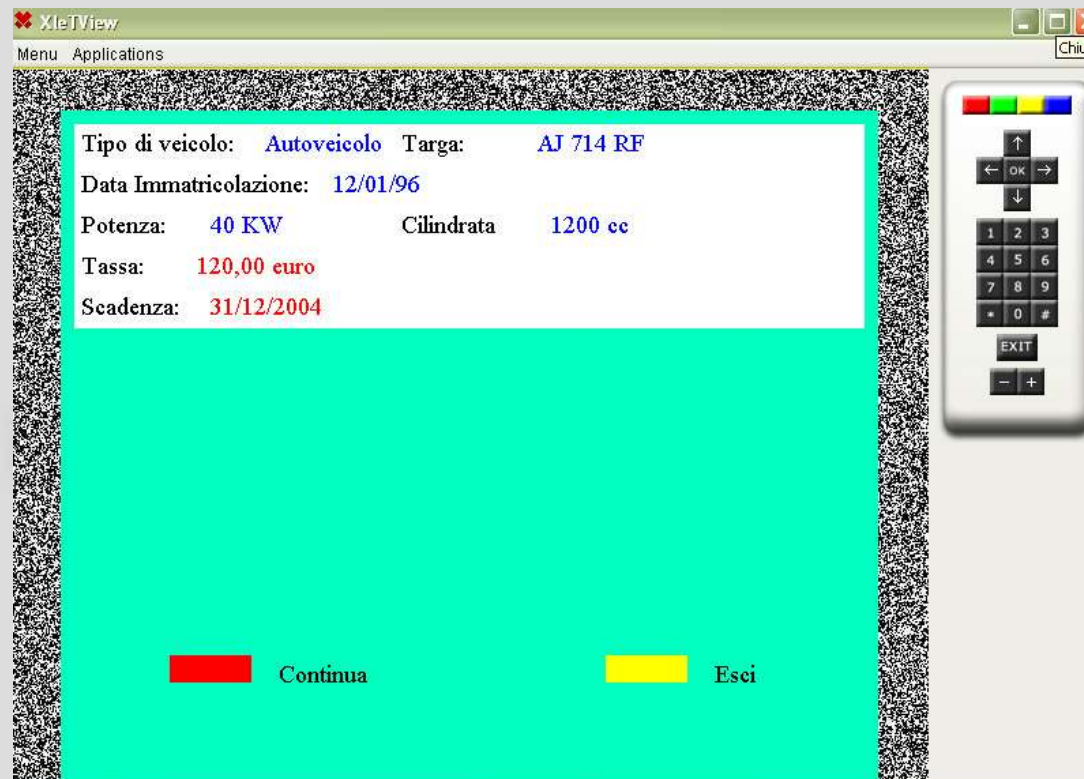 XleTView
Menu Applications
Chiu
Tipo di veicolo: Autoveicolo Targa: AJ 714 RF
Data Immatricolazione: 12/01/96
Potenza: 40 KW Cilindrata 1200 cc
Tassa: 120,00 euro
Scadenza: 31/12/2004
Continua Esci
OK
1 2 3
4 5 6
7 8 9
* 0 #
EXIT
- +